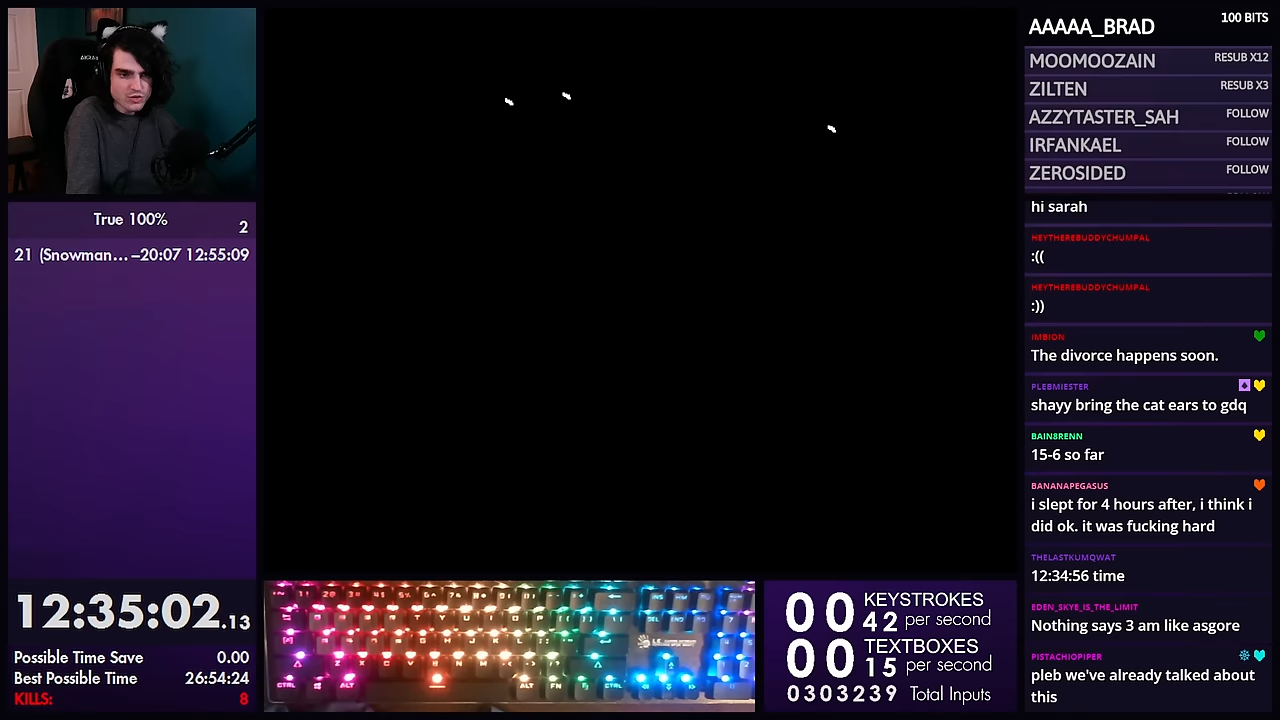 AAAAA_BRAD 100 BITS
MOOMOOZAIN RESUB X12
ZILTEN RESUB X3
AZZYTASTER_SAH FOLLOW
IRFANKAEL FOLLOW
ZEROSIDED FOLLOW
hi sarah
HEYTHEREBUDDYCHUMPAL
:((
HEYTHEREBUDDYCHUMPAL
:))
IMBION
The divorce happens soon.
PLEBMIESTER
shayy bring the cat ears to gdq
BAIN8RENN
15-6 so far
BANANAPEGASUS
i slept for 4 hours after, i think i
did ok. it was fucking hard
THELASTKUMQWAT
12:34:56 time
EDEN_SKYE_IS_THE_LIMIT
Nothing says 3 am like asgore
PISTACHIOPIPER
pleb we've already talked about
this
True 100% 2
21 (Snowman... −20:07 12:55:09
12:35:02.13
Possible Time Save 0.00
Best Possible Time 26:54:24
KILLS: 8
00 KEYSTROKES
42 per second
00 TEXTBOXES
15 per second
0303239 Total Inputs